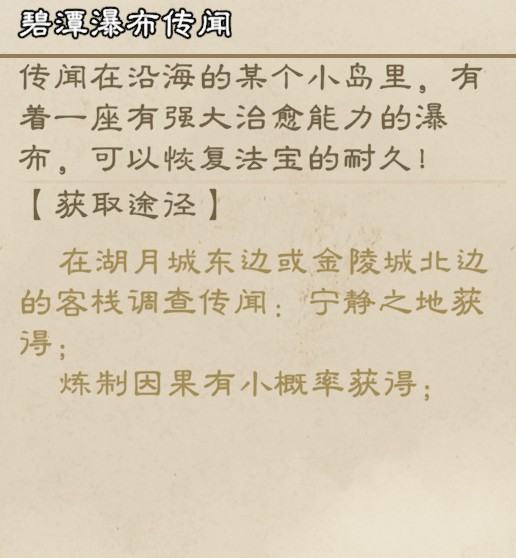 碧潭瀑布传闻
传闻在沿海的某个小岛里，有
着一座有强大治愈能力的瀑
布，可以恢复法宝的耐久！
【获取途径】
在湖月城东边或金陵城北边
的客栈调查传闻：宁静之地获
得；
炼制因果有小概率获得；